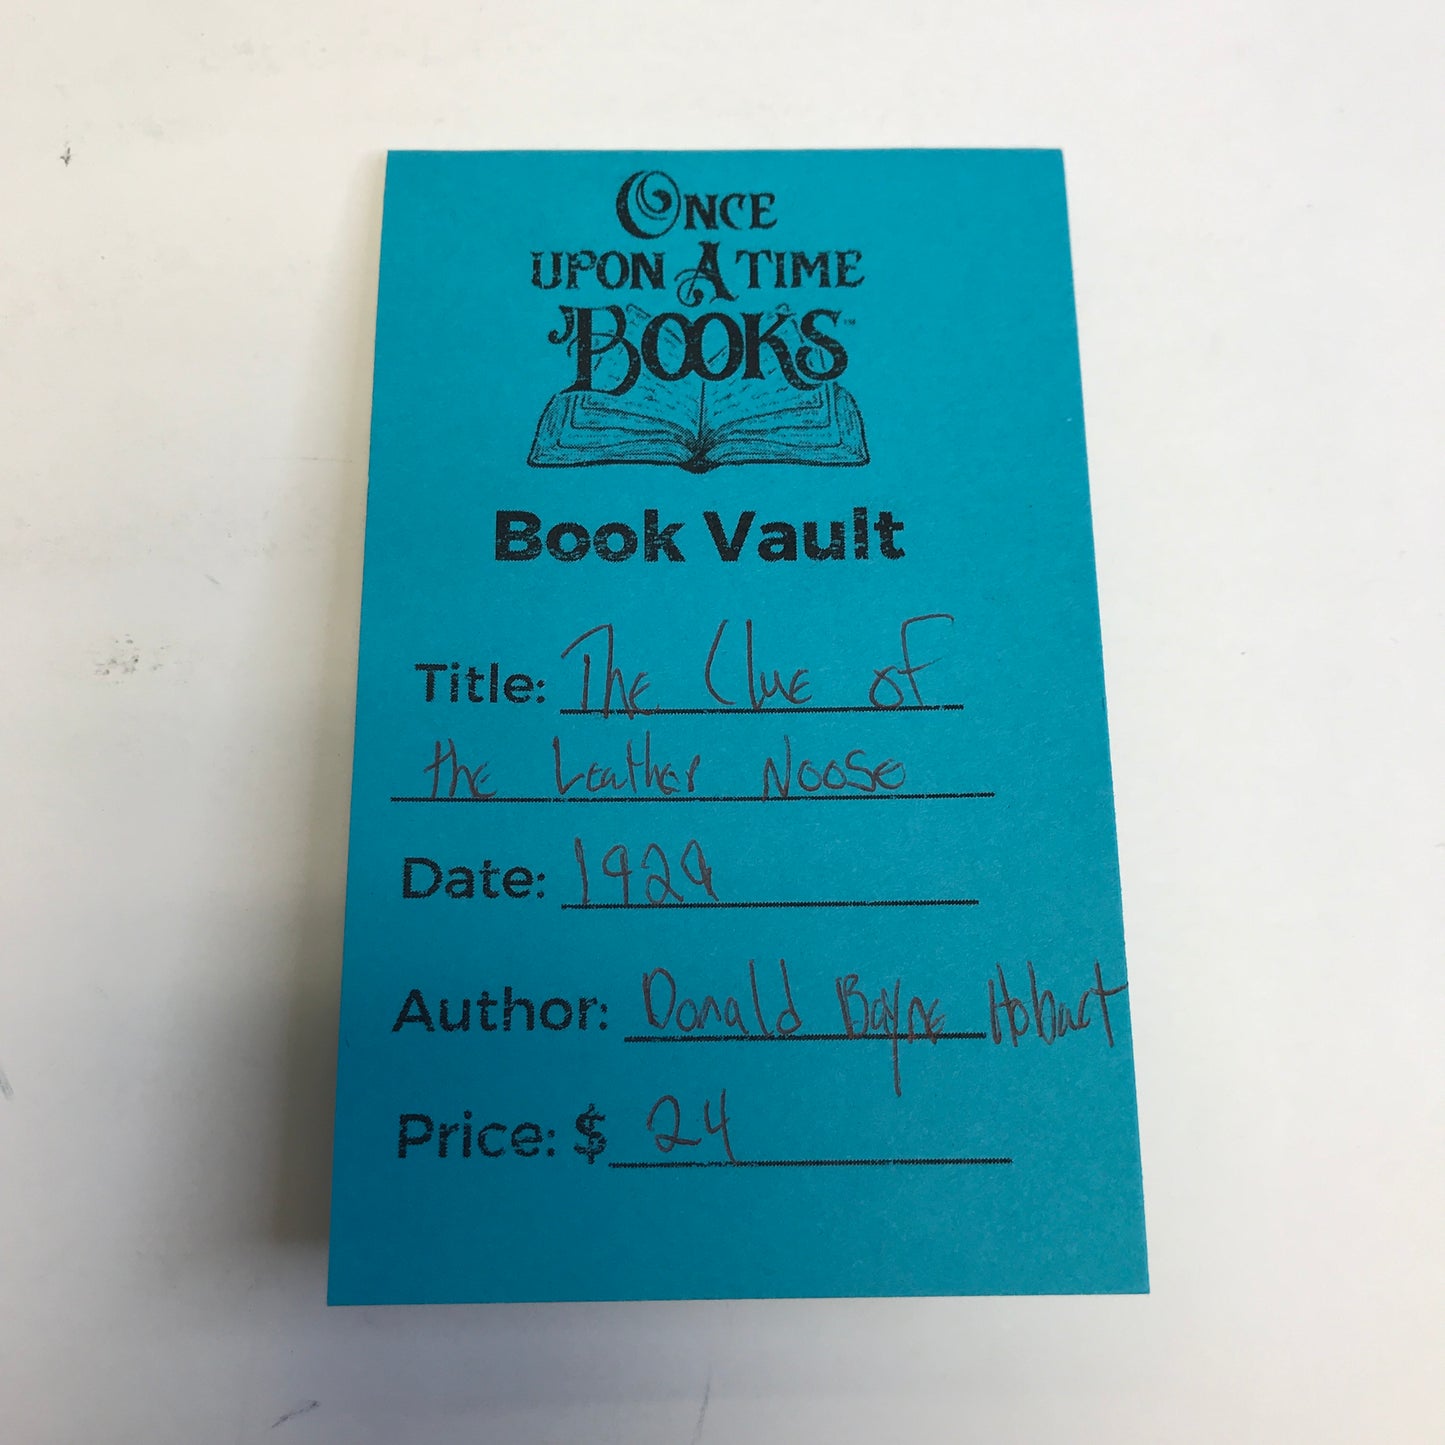 Once
upon A time
Books™
Book Vault
Title: The Clue of
the Leather Noose
Date: 1929
Author: Donald Bayne Hobart
Price: $ 24